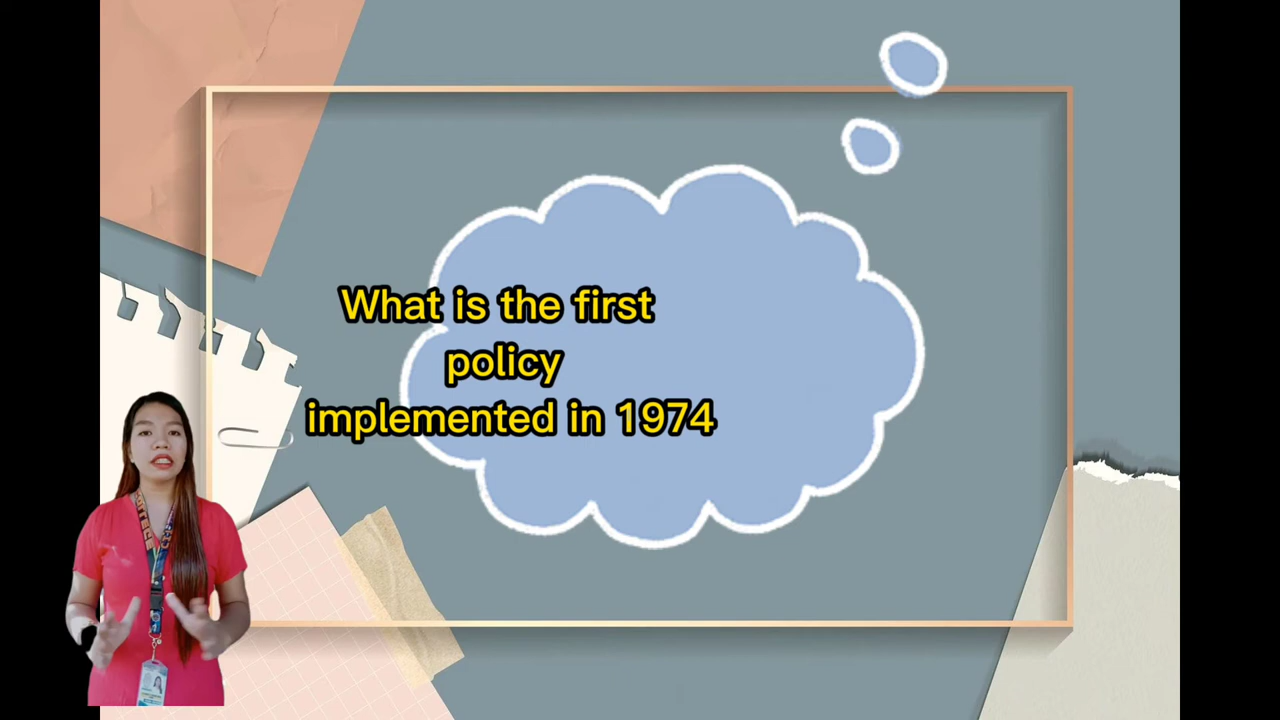 What is the first
policy
implemented in 1974